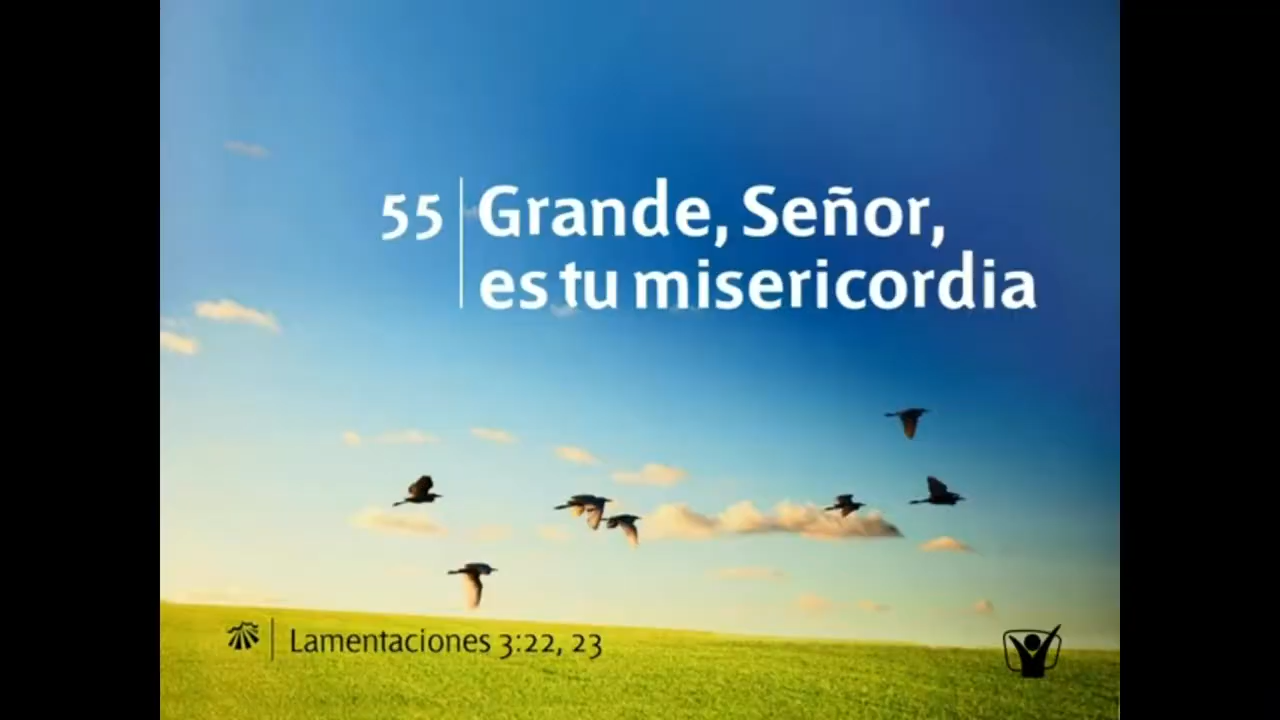 55 Grande, Señor,
es tu misericordia
Lamentaciones 3:22, 23